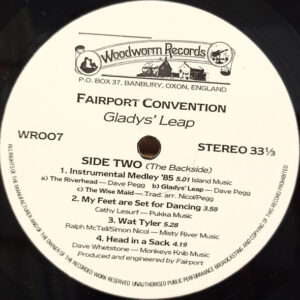 Woodworm Records
P.O. BOX 37, BANBURY, OXON, ENGLAND
FAIRPORT CONVENTION
Gladys' Leap
WR007
STEREO 33⅓
SIDE TWO (The Backside)
1. Instrumental Medley '85 5.01 Island Music
a) The Riverhead — Dave Pegg b) Gladys' Leap — Dave Pegg
c) The Wise Maid — Trad. arr. Nicol/Pegg
2. My Feet are Set for Dancing 3.59
Cathy Lesurf — Pukka Music
3. Wat Tyler 5.28
Ralph McTell/Simon Nicol — Misty River Music
4. Head in a Sack 4.19
Dave Whetstone — Monkeys Knib Music
Produced and engineered by Fairport
ALL RIGHTS OF THE MANUFACTURER AND/OR THE OWNER OF THE RECORDED WORK RESERVED UNAUTHORISED PUBLIC PERFORMANCE BROADCASTING AND COPYING OF THIS RECORD PROHIBITED